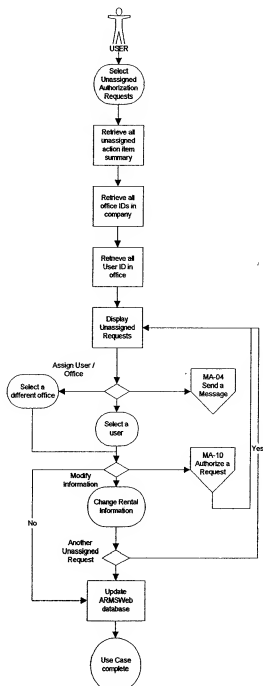 USER
Select
Unassigned
Authorization
Requests
Retrieve all
unassigned
action item
summary
Retrieve all
office IDs in
company
Retrieve all
User ID in
office
Display
Unassigned
Requests
Assign User /
Office
Select a
different office
MA-04
Send a
Message
Select a
user
Yes
MA-10
Authorize a
Request
Modify
Information
Change Rental
Information
No
Another
Unassigned
Request
Update
ARMSWeb
database
Use Case
complete